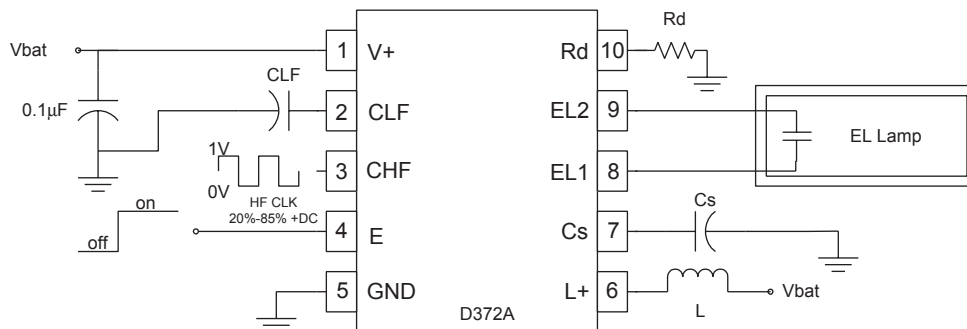 Vbat
0.1µF
CLF
1V
0V
HF CLK
20%-85% +DC
on
off
1 V+
2 CLF
3 CHF
4 E
5 GND
D372A
Rd 10
EL2 9
EL1 8
Cs 7
L+ 6
Rd
EL Lamp
Cs
L
Vbat